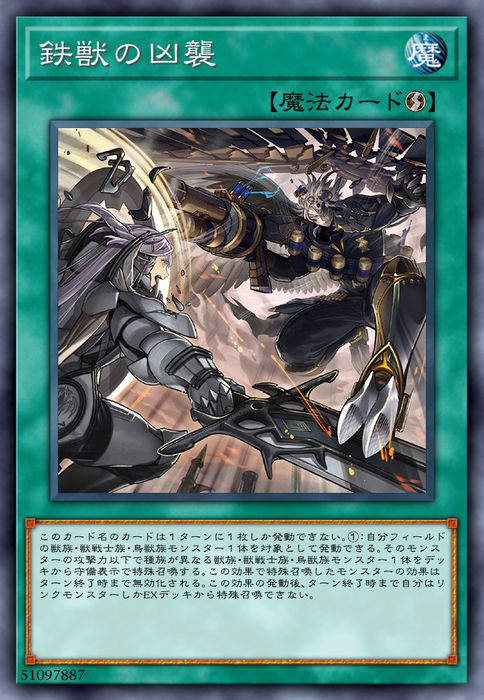 鉄獣の凶襲
魔
【魔法カード】
このカード名のカードは１ターンに１枚しか発動できない。①：自分フィールド
の獣族・獣戦士族・鳥獣族モンスター１体を対象として発動できる。そのモンス
ターの攻撃力以下で種族が異なる獣族・獣戦士族・鳥獣族モンスター１体をデッ
キから守備表示で特殊召喚する。この効果で特殊召喚したモンスターの効果は
ターン終了時まで無効化される。この効果の発動後、ターン終了時まで自分はリ
ンクモンスターしかEXデッキから特殊召喚できない。
51097887